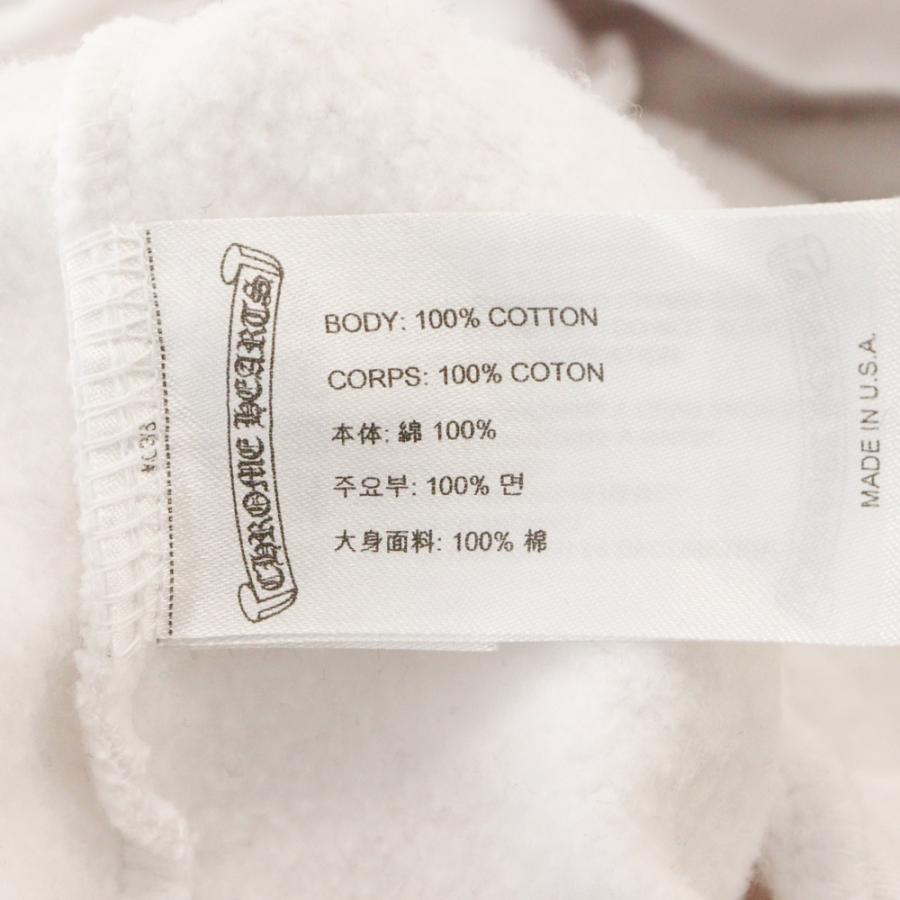 CHROME HEARTS
BODY: 100% COTTON
CORPS: 100% COTON
本体: 綿 100%
주요부: 100% 면
大身面料: 100% 棉
MADE IN U.S.A.